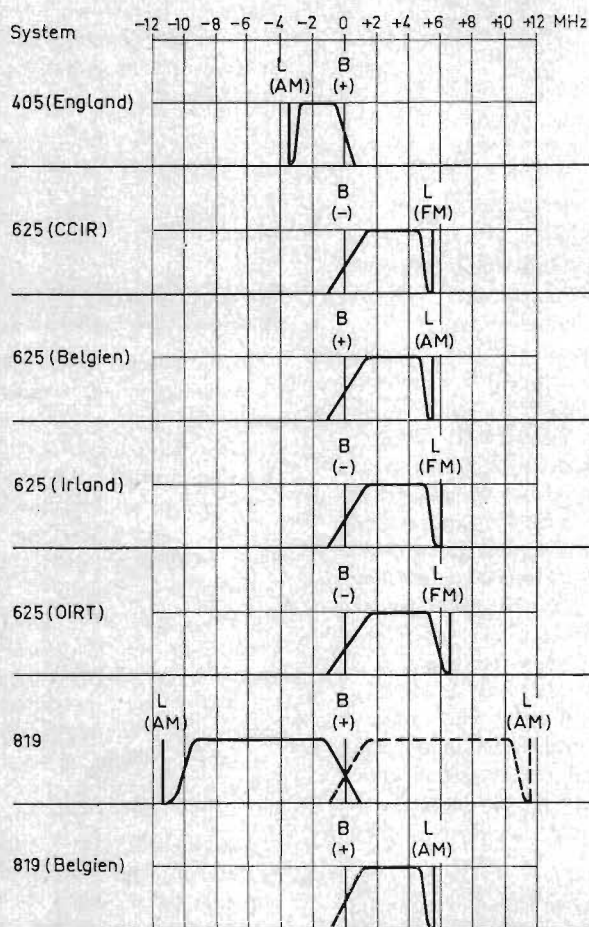 System -12 -10 -8 -6 -4 -2 0 +2 +4 +6 +8 +0 +12 MHz
L B
(AM) (+)
405 (England)
B L
(-) (FM)
625 (CCIR)
B L
(+) (AM)
625 (Belgien)
B L
(-) (FM)
625 (Irland)
B L
(-) (FM)
625 (OIRT)
L B L
(AM) (+) (AM)
819
B L
(+) (AM)
819 (Belgien)